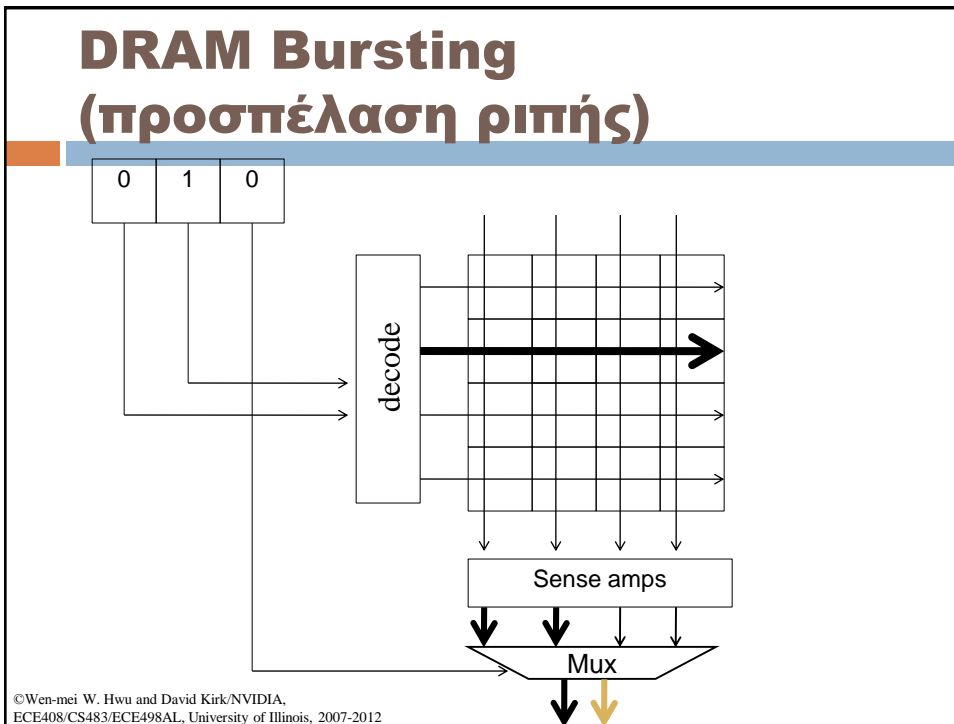 DRAM Bursting
(προσπέλαση ριπής)
0 1 0
decode
Sense amps
Mux
©Wen-mei W. Hwu and David Kirk/NVIDIA,
ECE408/CS483/ECE498AL, University of Illinois, 2007-2012